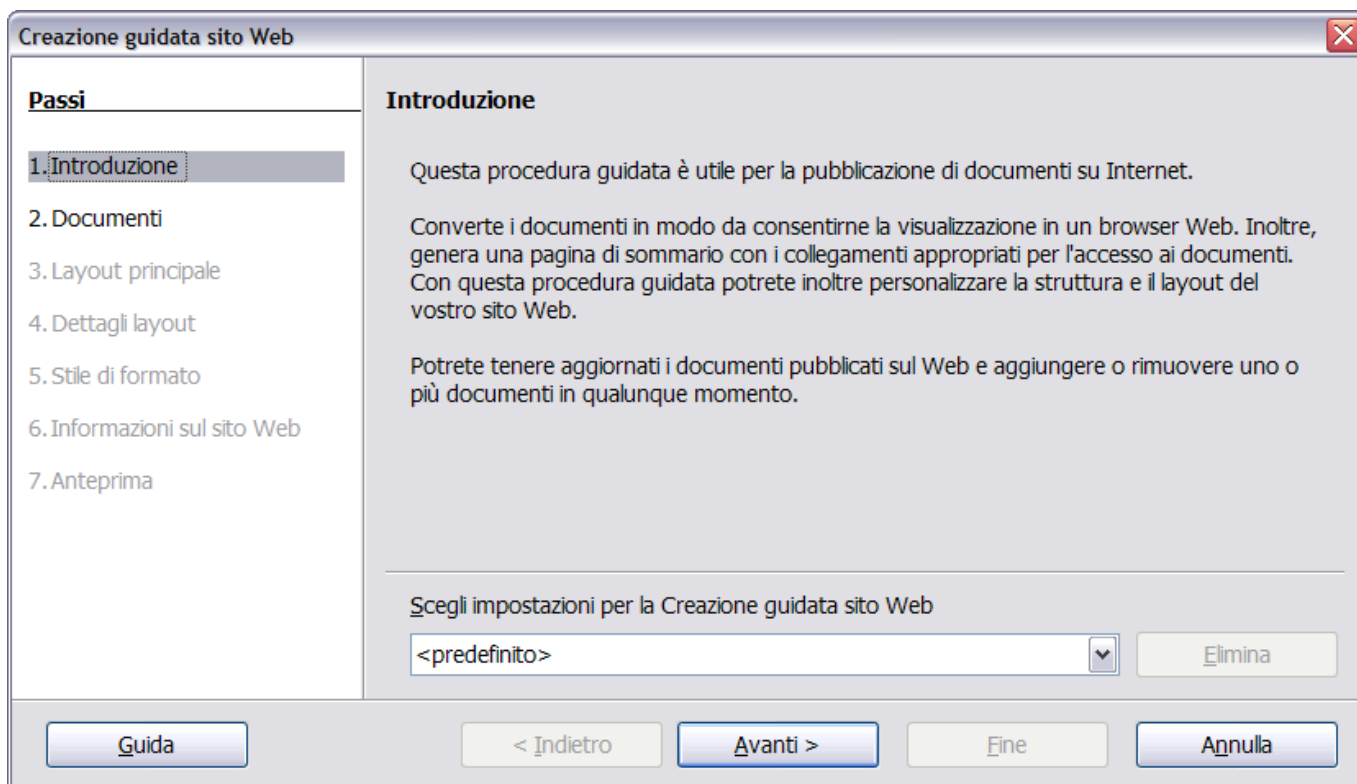 Creazione guidata sito Web
Passi
1. Introduzione
2. Documenti
3. Layout principale
4. Dettagli layout
5. Stile di formato
6. Informazioni sul sito Web
7. Anteprima
Introduzione
Questa procedura guidata è utile per la pubblicazione di documenti su Internet.
Converte i documenti in modo da consentirne la visualizzazione in un browser Web. Inoltre,
genera una pagina di sommario con i collegamenti appropriati per l'accesso ai documenti.
Con questa procedura guidata potrete inoltre personalizzare la struttura e il layout del
vostro sito Web.
Potrete tenere aggiornati i documenti pubblicati sul Web e aggiungere o rimuovere uno o
più documenti in qualunque momento.
Scegli impostazioni per la Creazione guidata sito Web
<predefinito>
Elimina
Guida
< Indietro
Avanti >
Fine
Annulla